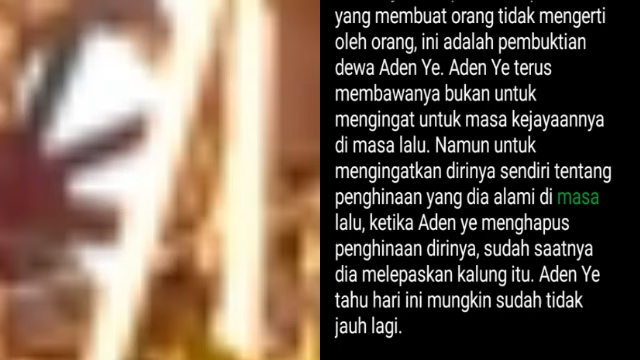 yang membuat orang tidak mengerti
oleh orang, ini adalah pembuktian
dewa Aden Ye. Aden Ye terus
membawanya bukan untuk
mengingat untuk masa kejayaannya
di masa lalu. Namun untuk
mengingatkan dirinya sendiri tentang
penghinaan yang dia alami di masa
lalu, ketika Aden ye menghapus
penghinaan dirinya, sudah saatnya
dia melepaskan kalung itu. Aden Ye
tahu hari ini mungkin sudah tidak
jauh lagi.